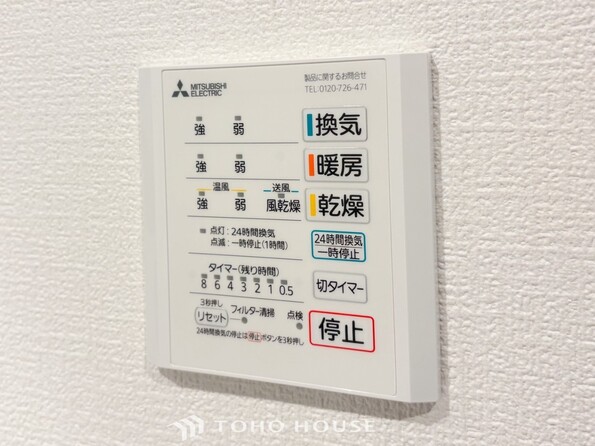 MITSUBISHI
ELECTRIC
製品に関するお問合せ
TEL:0120-726-471
強 弱 換気
強 弱 暖房
温風 送風
強 弱 風乾燥 乾燥
点灯:24時間換気
点滅:一時停止(1時間)
24時間換気
一時停止
タイマー(残り時間)
8 6 4 3 2 1 0.5
切タイマー
3秒押し
リセット フィルター清掃 点検
停止
24時間換気の停止は停止ボタンを3秒押し
TOHO HOUSE